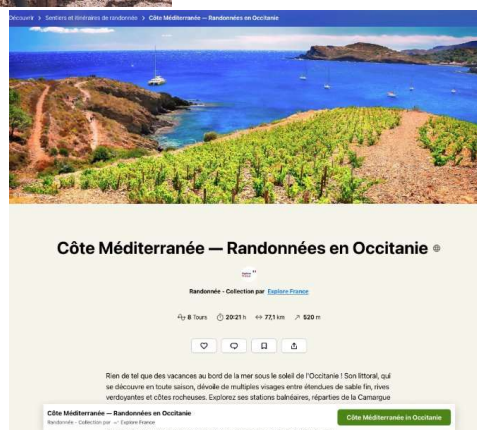 Découvrir > Sentiers et itinéraires de randonnée > Côte Méditerranée — Randonnées en Occitanie
Côte Méditerranée — Randonnées en Occitanie
Randonnée - Collection par Explore France
8 Tours 20:21 h 77,1 km 520 m
Rien de tel que des vacances au bord de la mer sous le soleil de l'Occitanie ! Son littoral, qui
se découvre en toute saison, dévoile de multiples visages entre étendues de sable fin, rives
verdoyantes et côtes rocheuses. Explorez ses stations balnéaires, réparties de la Camargue
Côte Méditerranée — Randonnées en Occitanie
Randonnée - Collection par Explore France
Côte Méditerranée in Occitanie